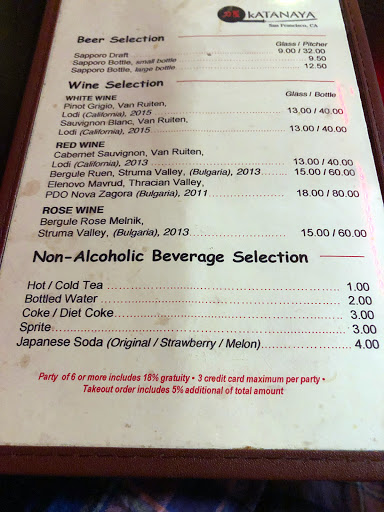 KATANAYA
San Francisco, CA
Beer Selection
Glass / Pitcher
Sapporo Draft 9.00 / 32.00
Sapporo Bottle, small bottle 9.50
Sapporo Bottle, large bottle 12.50
Wine Selection
Glass / Bottle
WHITE WINE
Pinot Grigio, Van Ruiten,
Lodi (California), 2015 13.00 / 40.00
Sauvignon Blanc, Van Ruiten,
Lodi (California), 2015 13.00 / 40.00
RED WINE
Cabernet Sauvignon, Van Ruiten,
Lodi (California), 2013 13.00 / 40.00
Bergule Ruen, Struma Valley, (Bulgaria), 2013 15.00 / 60.00
Elenovo Mavrud, Thracian Valley,
PDO Nova Zagora (Bulgaria), 2011 18.00 / 80.00
ROSE WINE
Bergule Rose Melnik,
Struma Valley, (Bulgaria), 2013 15.00 / 60.00
Non-Alcoholic Beverage Selection
Hot / Cold Tea 1.00
Bottled Water 2.00
Coke / Diet Coke 3.00
Sprite 3.00
Japanese Soda (Original / Strawberry / Melon) 4.00
Party of 6 or more includes 18% gratuity • 3 credit card maximum per party •
Takeout order includes 5% additional of total amount